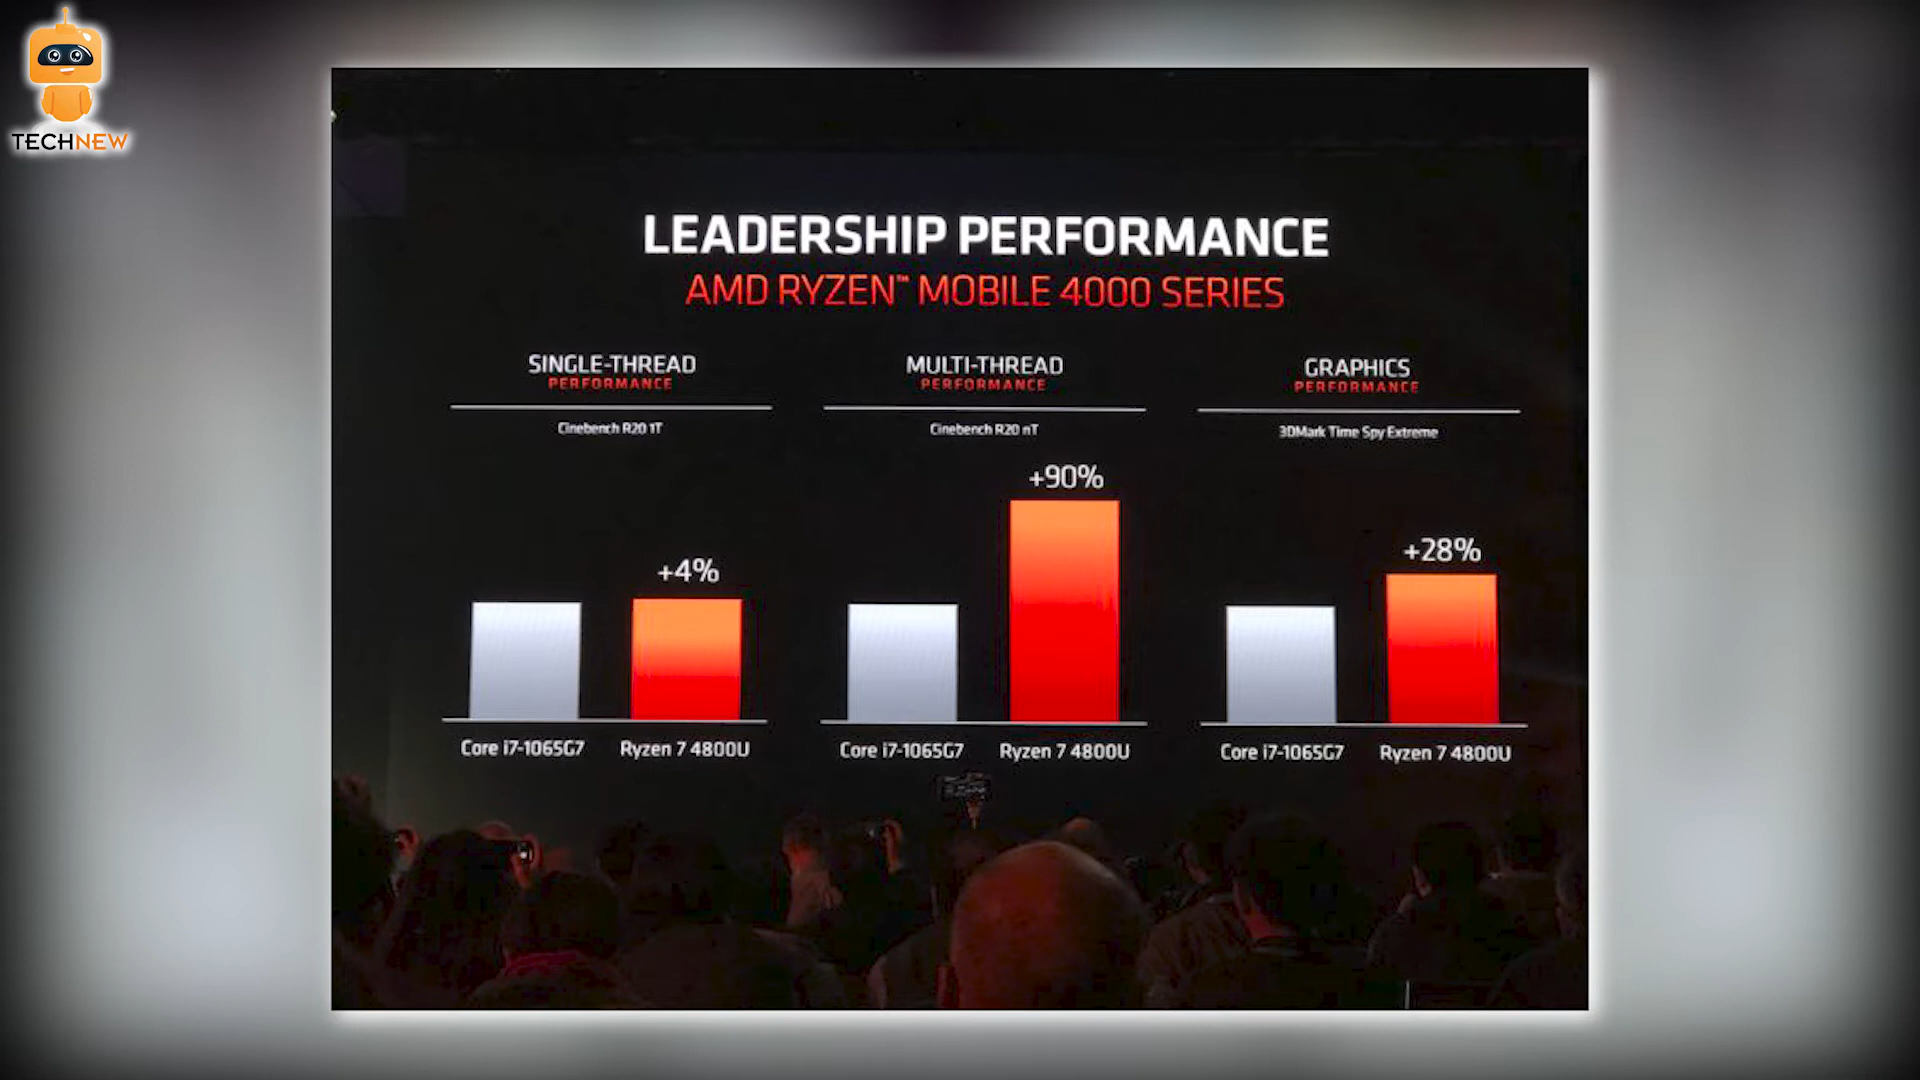 TECHNEW
LEADERSHIP PERFORMANCE
AMD RYZEN™ MOBILE 4000 SERIES
SINGLE-THREAD
PERFORMANCE
Cinebench R20 1T
+4%
Core i7-1065G7 Ryzen 7 4800U
MULTI-THREAD
PERFORMANCE
Cinebench R20 nT
+90%
Core i7-1065G7 Ryzen 7 4800U
GRAPHICS
PERFORMANCE
3DMark Time Spy Extreme
+28%
Core i7-1065G7 Ryzen 7 4800U